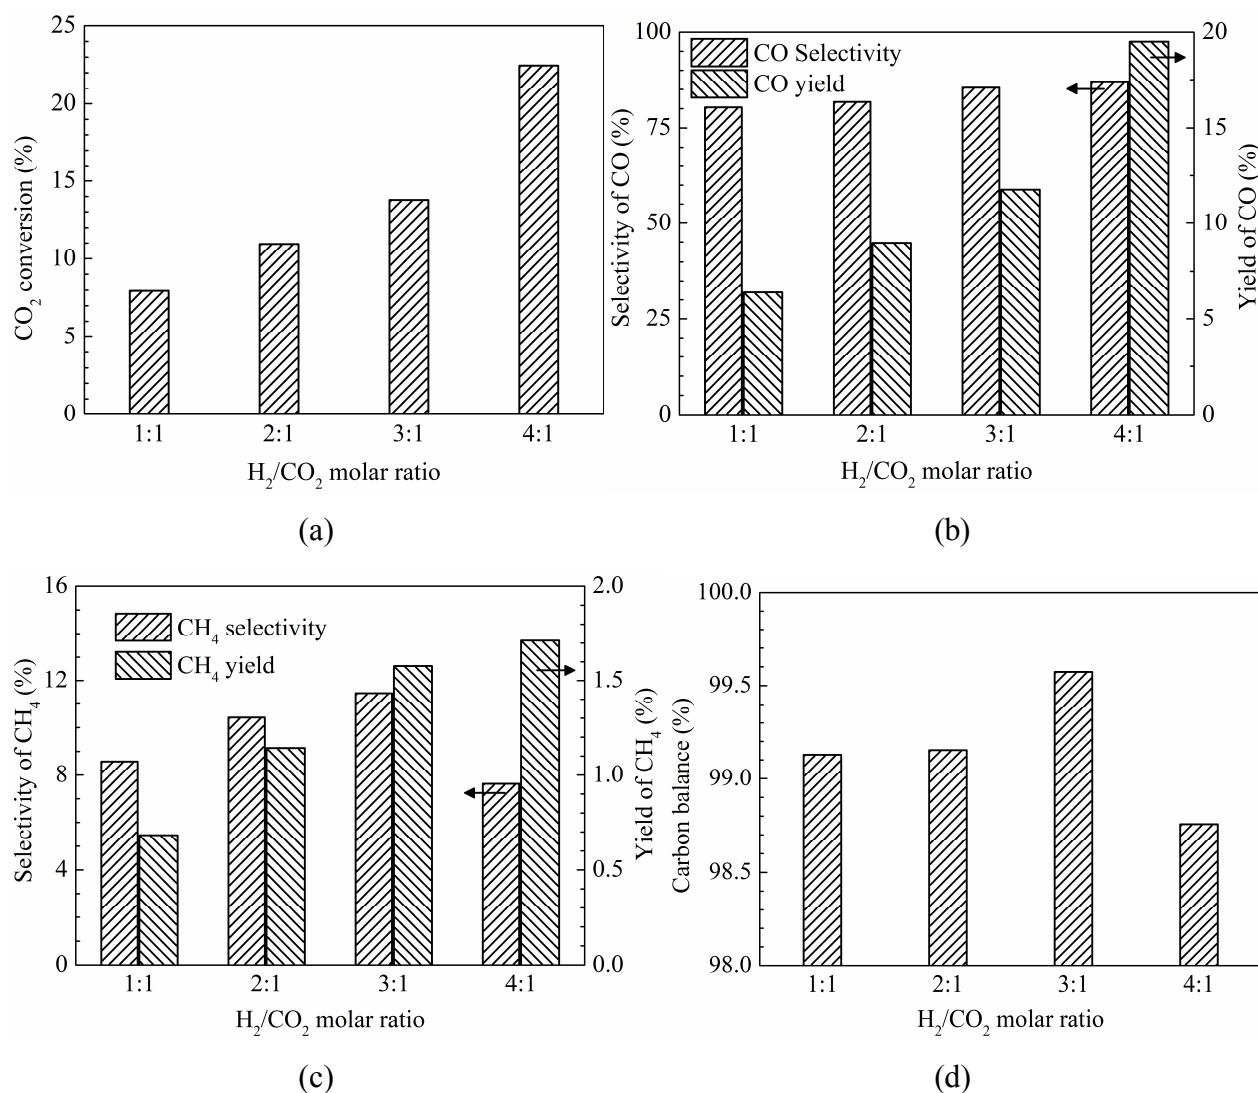 25
20
15
10
5
0
CO₂ conversion (%)
1:1 2:1 3:1 4:1
H₂/CO₂ molar ratio
(a)
100
75
50
25
0
Selectivity of CO (%)
CO Selectivity
CO yield
20
15
10
5
0
Yield of CO (%)
1:1 2:1 3:1 4:1
H₂/CO₂ molar ratio
(b)
16
12
8
4
0
Selectivity of CH₄ (%)
CH₄ selectivity
CH₄ yield
2.0
1.5
1.0
0.5
0.0
Yield of CH₄ (%)
1:1 2:1 3:1 4:1
H₂/CO₂ molar ratio
(c)
100.0
99.5
99.0
98.5
98.0
Carbon balance (%)
1:1 2:1 3:1 4:1
H₂/CO₂ molar ratio
(d)